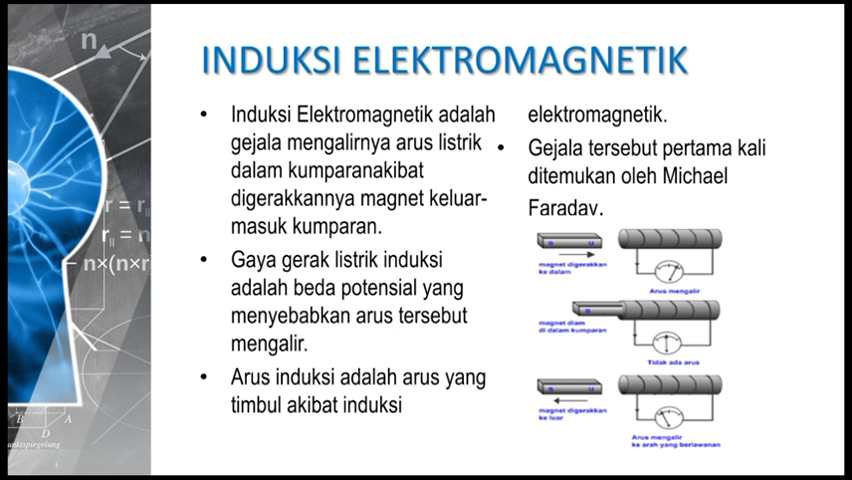 INDUKSI ELEKTROMAGNETIK
• Induksi Elektromagnetik adalah
gejala mengalirnya arus listrik
dalam kumparanakibat
digerakkannya magnet keluar-
masuk kumparan.
• Gaya gerak listrik induksi
adalah beda potensial yang
menyebabkan arus tersebut
mengalir.
• Arus induksi adalah arus yang
timbul akibat induksi
elektromagnetik.
• Gejala tersebut pertama kali
ditemukan oleh Michael
Faraday.
S U
magnet digerakkan
ke dalam
Arus mengalir
S
magnet diam
di dalam kumparan
Tidak ada arus
S U
magnet digerakkan
ke luar
Arus mengalir
ke arah yang berlawanan
n
r = r
r = n
n×(n×r
B A
D
unktspiegelung